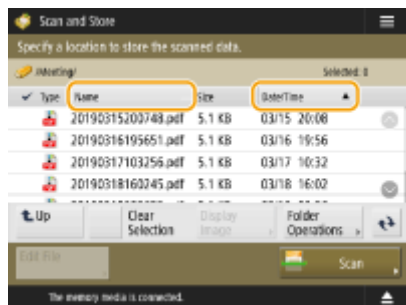 Scan and Store
Specify a location to store the scanned data.
/Meeting/ Selected: 0
Type Name Size Date/Time
20190315200748.pdf 5.1 KB 03/15 20:08
20190316195651.pdf 5.1 KB 03/16 19:56
20190317103256.pdf 5.1 KB 03/17 10:32
20190318160245.pdf 5.1 KB 03/18 16:02
Up Clear Selection Display Image Folder Operations
Edit File Scan
The memory media is connected.